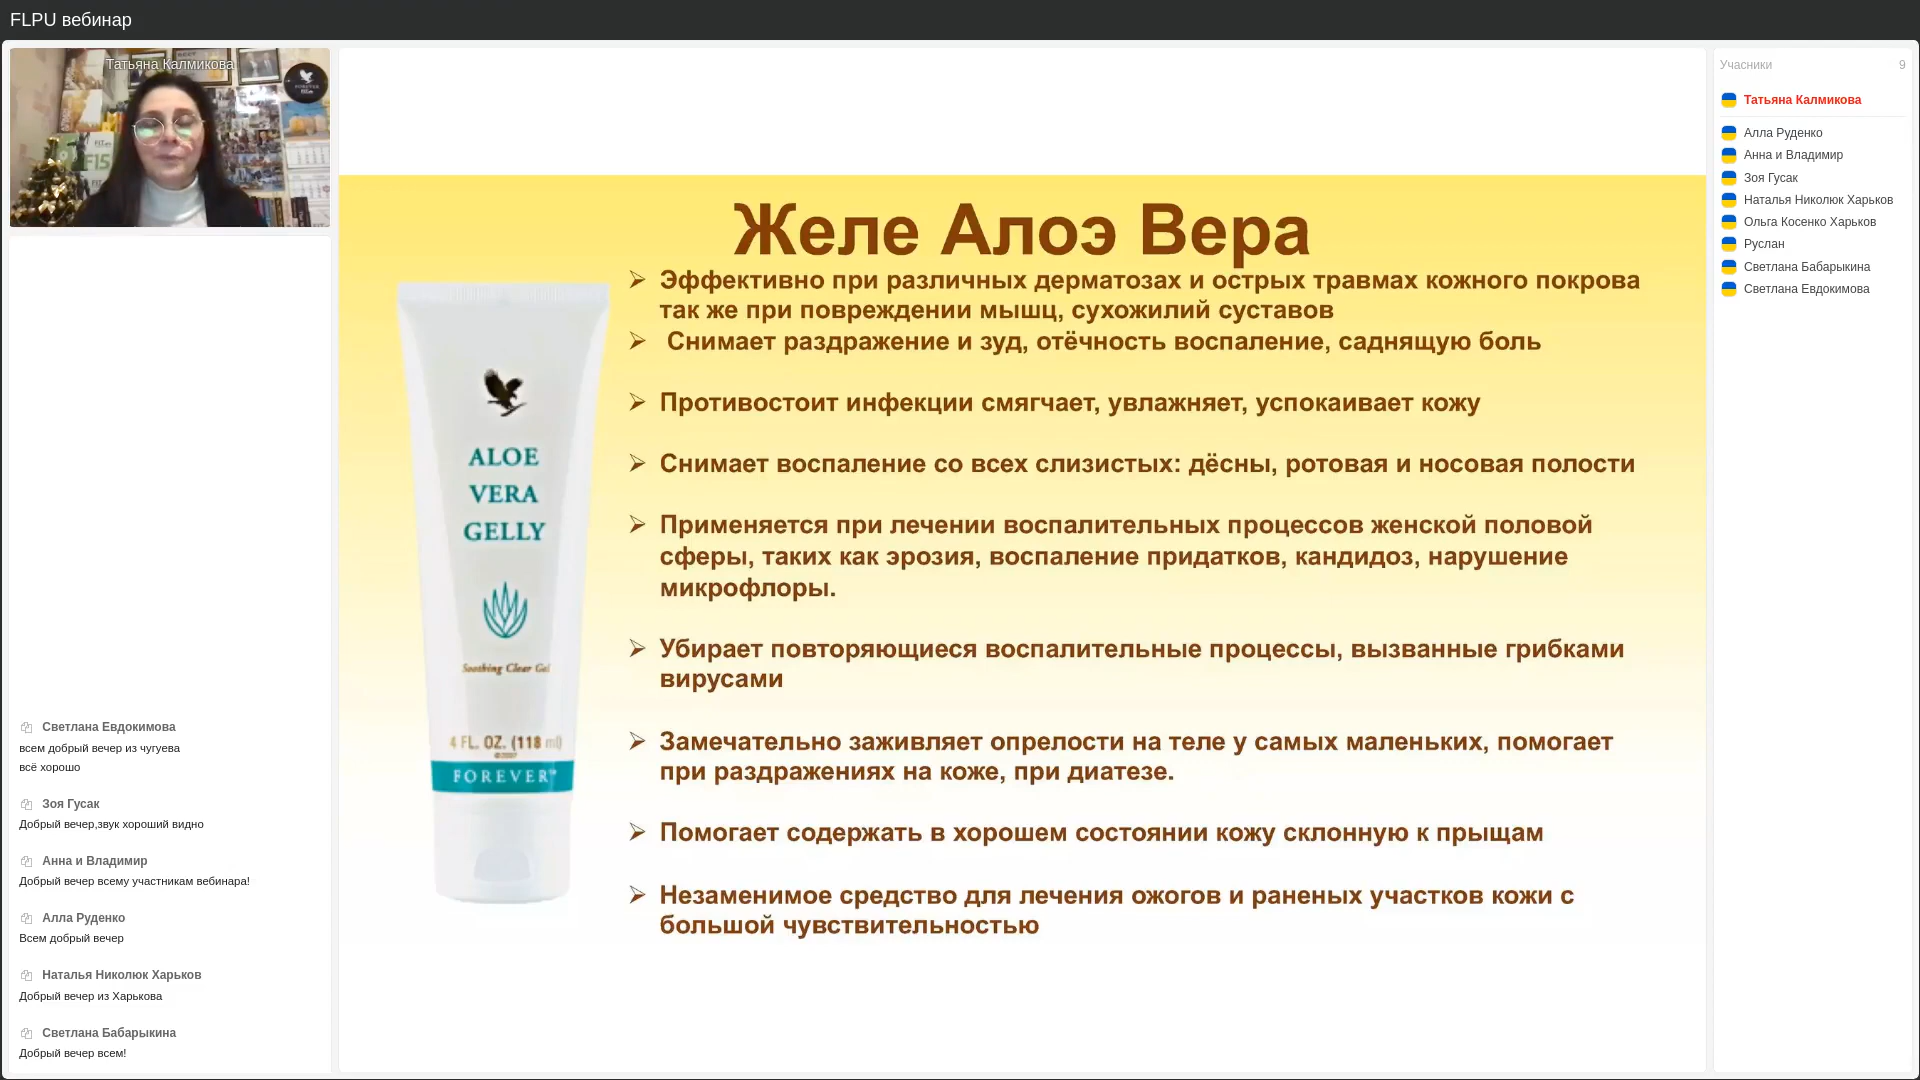 FLPU вебинар
Татьяна Калмикова
FOREVER
F15
FIT
Светлана Евдокимова
всем добрый вечер из чугуева
всё хорошо
Зоя Гусак
Добрый вечер,звук хороший видно
Анна и Владимир
Добрый вечер всему участникам вебинара!
Алла Руденко
Всем добрый вечер
Наталья Николюк Харьков
Добрый вечер из Харькова
Светлана Бабарыкина
Добрый вечер всем!
Желе Алоэ Вера
Эффективно при различных дерматозах и острых травмах кожного покрова
так же при повреждении мышц, сухожилий суставов
Снимает раздражение и зуд, отёчность воспаление, саднящую боль
Противостоит инфекции смягчает, увлажняет, успокаивает кожу
Снимает воспаление со всех слизистых: дёсны, ротовая и носовая полости
Применяется при лечении воспалительных процессов женской половой
сферы, таких как эрозия, воспаление придатков, кандидоз, нарушение
микрофлоры.
Убирает повторяющиеся воспалительные процессы, вызванные грибками
вирусами
Замечательно заживляет опрелости на теле у самых маленьких, помогает
при раздражениях на коже, при диатезе.
Помогает содержать в хорошем состоянии кожу склонную к прыщам
Незаменимое средство для лечения ожогов и раненых участков кожи с
большой чувствительностью
ALOE
VERA
GELLY
Soothing Clear Gel
4 FL. OZ. (118 ml)
©2007
FOREVER™
Учасники 9
Татьяна Калмикова
Алла Руденко
Анна и Владимир
Зоя Гусак
Наталья Николюк Харьков
Ольга Косенко Харьков
Руслан
Светлана Бабарыкина
Светлана Евдокимова